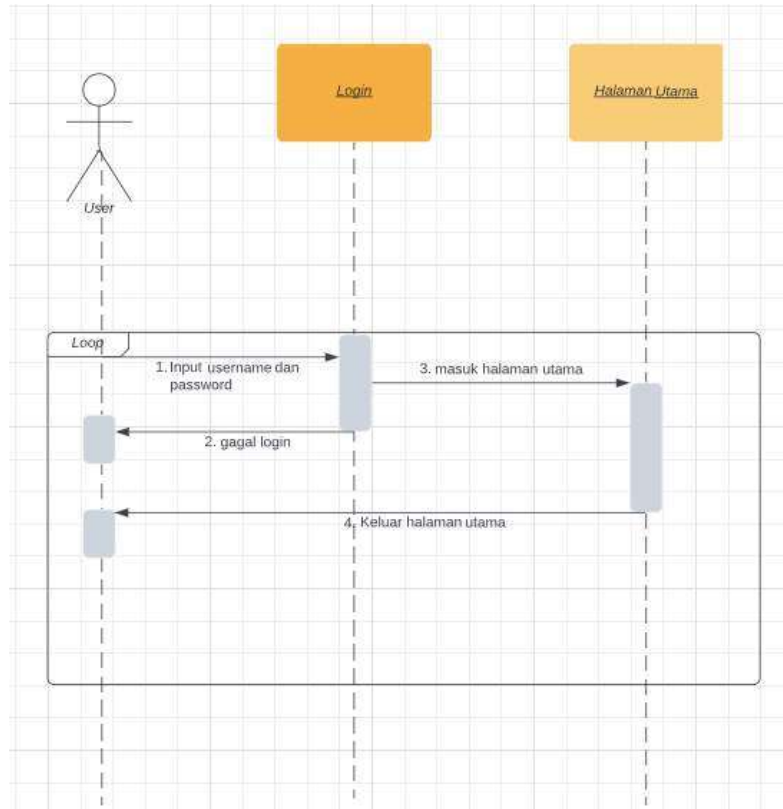 Login
Halaman Utama
User
Loop
1. Input username dan
password
3. masuk halaman utama
2. gagal login
4. Keluar halaman utama